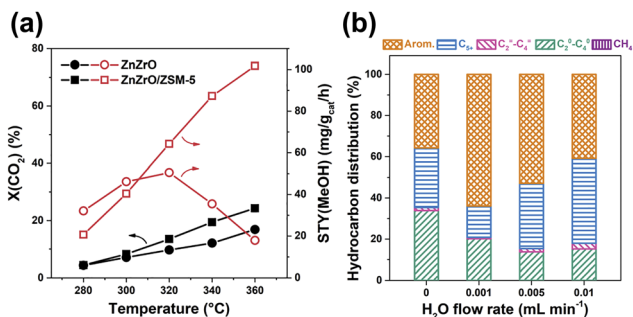 (a)
80
60
40
20
0
X(CO₂) (%)
ZnZrO
ZnZrO/ZSM-5
100
80
60
40
20
0
STY(MeOH) (mg/gcat/h)
280 300 320 340 360
Temperature (°C)
(b)
Arom. C₅₊ C₂⁼-C₄⁼ C₂⁰-C₄⁰ CH₄
100
80
60
40
20
0
Hydrocarbon distribution (%)
0 0.001 0.005 0.01
H₂O flow rate (mL min⁻¹)